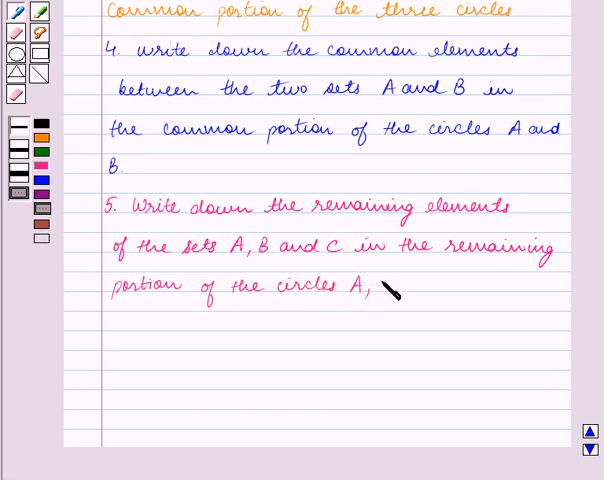 Common portion of the three circles
4. Write down the common elements
between the two sets A and B in
the common portion of the circles A and
B.
5. Write down the remaining elements
of the sets A, B and C in the remaining
portion of the circles A,